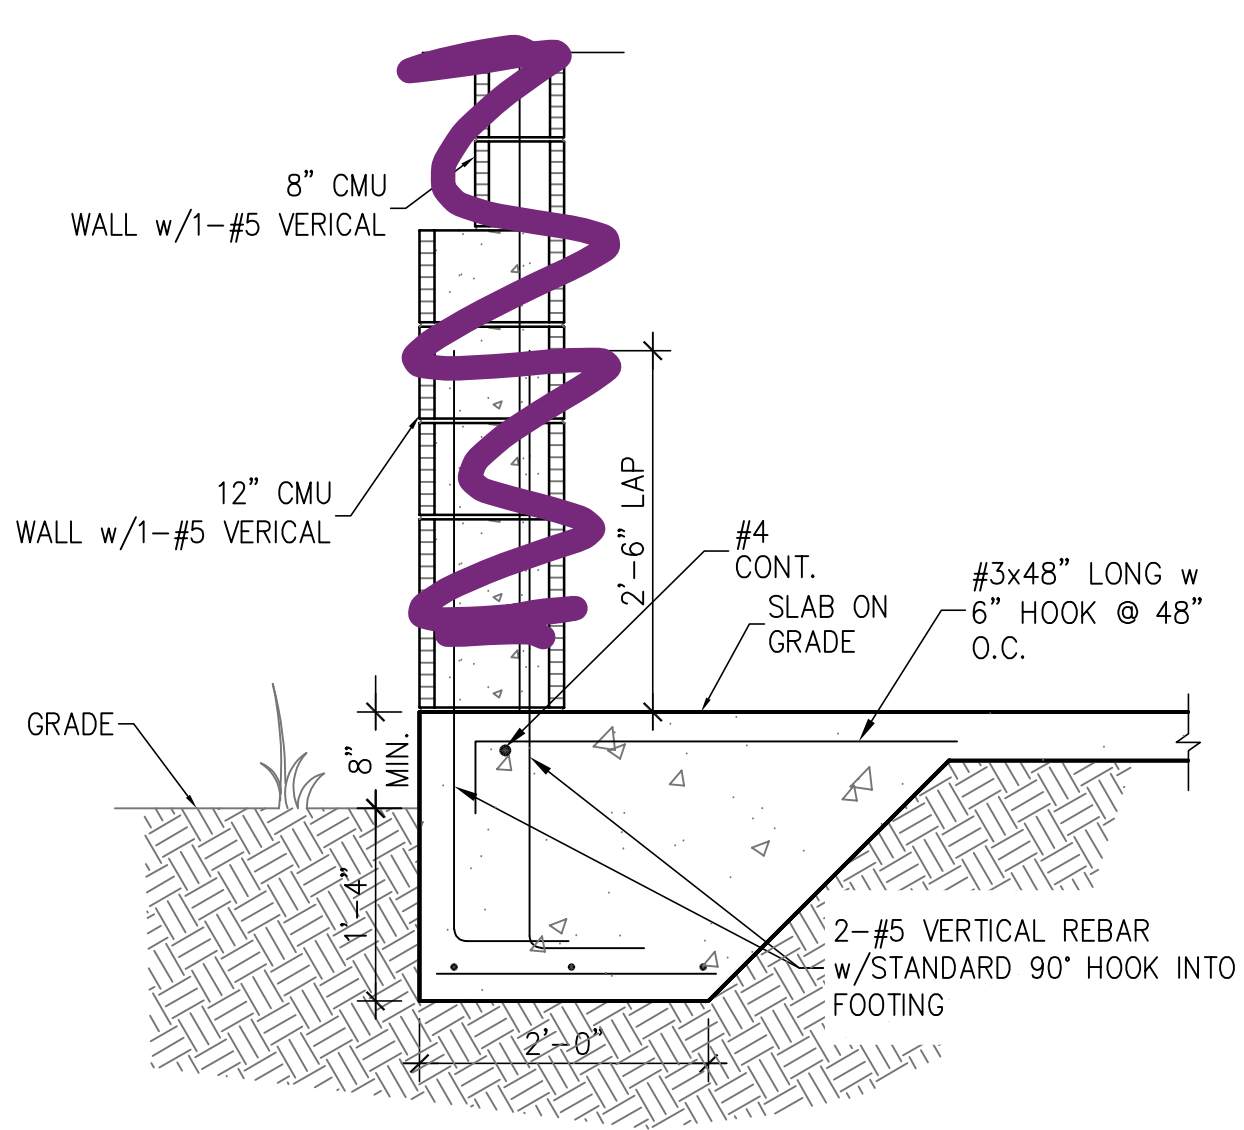 8” CMU
WALL w/1-#5 VERICAL
12” CMU
WALL w/1-#5 VERICAL
2’-6” LAP
#4
CONT.
SLAB ON
GRADE
#3x48” LONG w
6” HOOK @ 48”
O.C.
GRADE
8”
MIN.
1’-4”
2-#5 VERTICAL REBAR
w/STANDARD 90° HOOK INTO
FOOTING
2’-0”